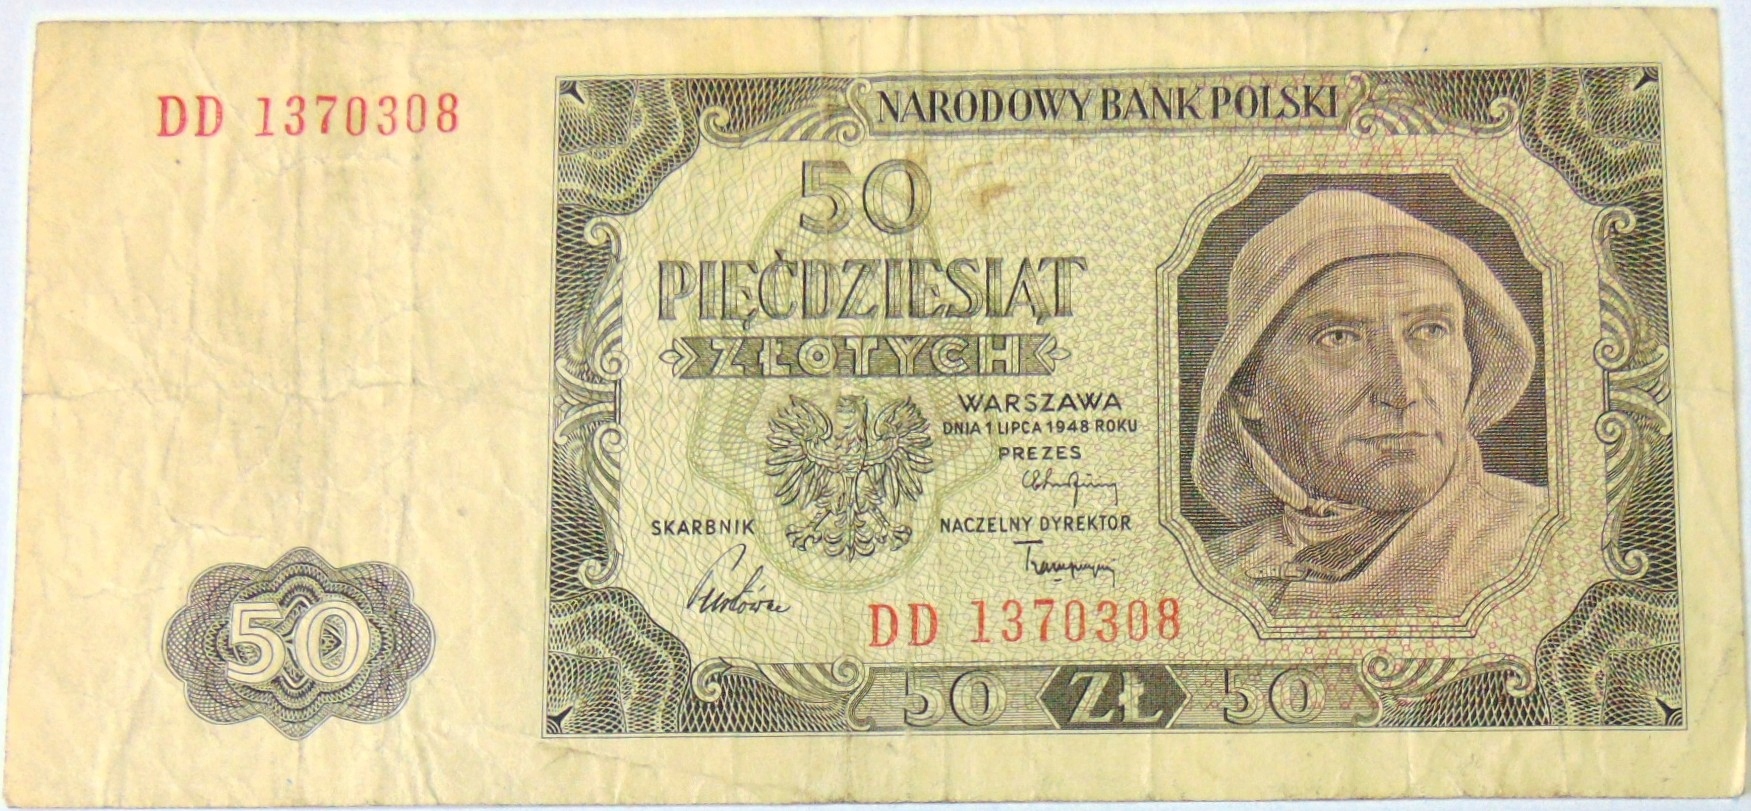 DD 1370308
NARODOWY BANK POLSKI
50
PIĘĆDZIESIĄT
ZŁOTYCH
WARSZAWA
DNIA 1 LIPCA 1948 ROKU
PREZES
SKARBNIK
NACZELNY DYREKTOR
DD 1370308
50
50 ZŁ 50